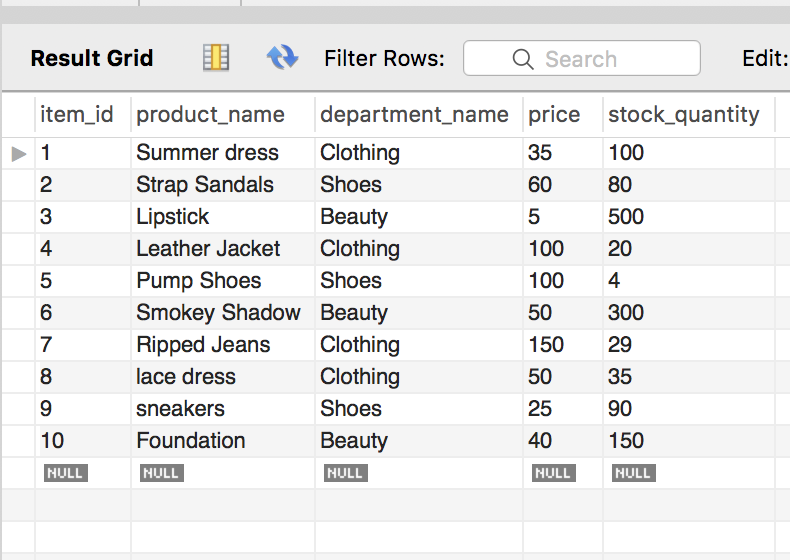 Result Grid Filter Rows: Search Edit:
item_id product_name department_name price stock_quantity
1 Summer dress Clothing 35 100
2 Strap Sandals Shoes 60 80
3 Lipstick Beauty 5 500
4 Leather Jacket Clothing 100 20
5 Pump Shoes Shoes 100 4
6 Smokey Shadow Beauty 50 300
7 Ripped Jeans Clothing 150 29
8 lace dress Clothing 50 35
9 sneakers Shoes 25 90
10 Foundation Beauty 40 150
NULL NULL NULL NULL NULL